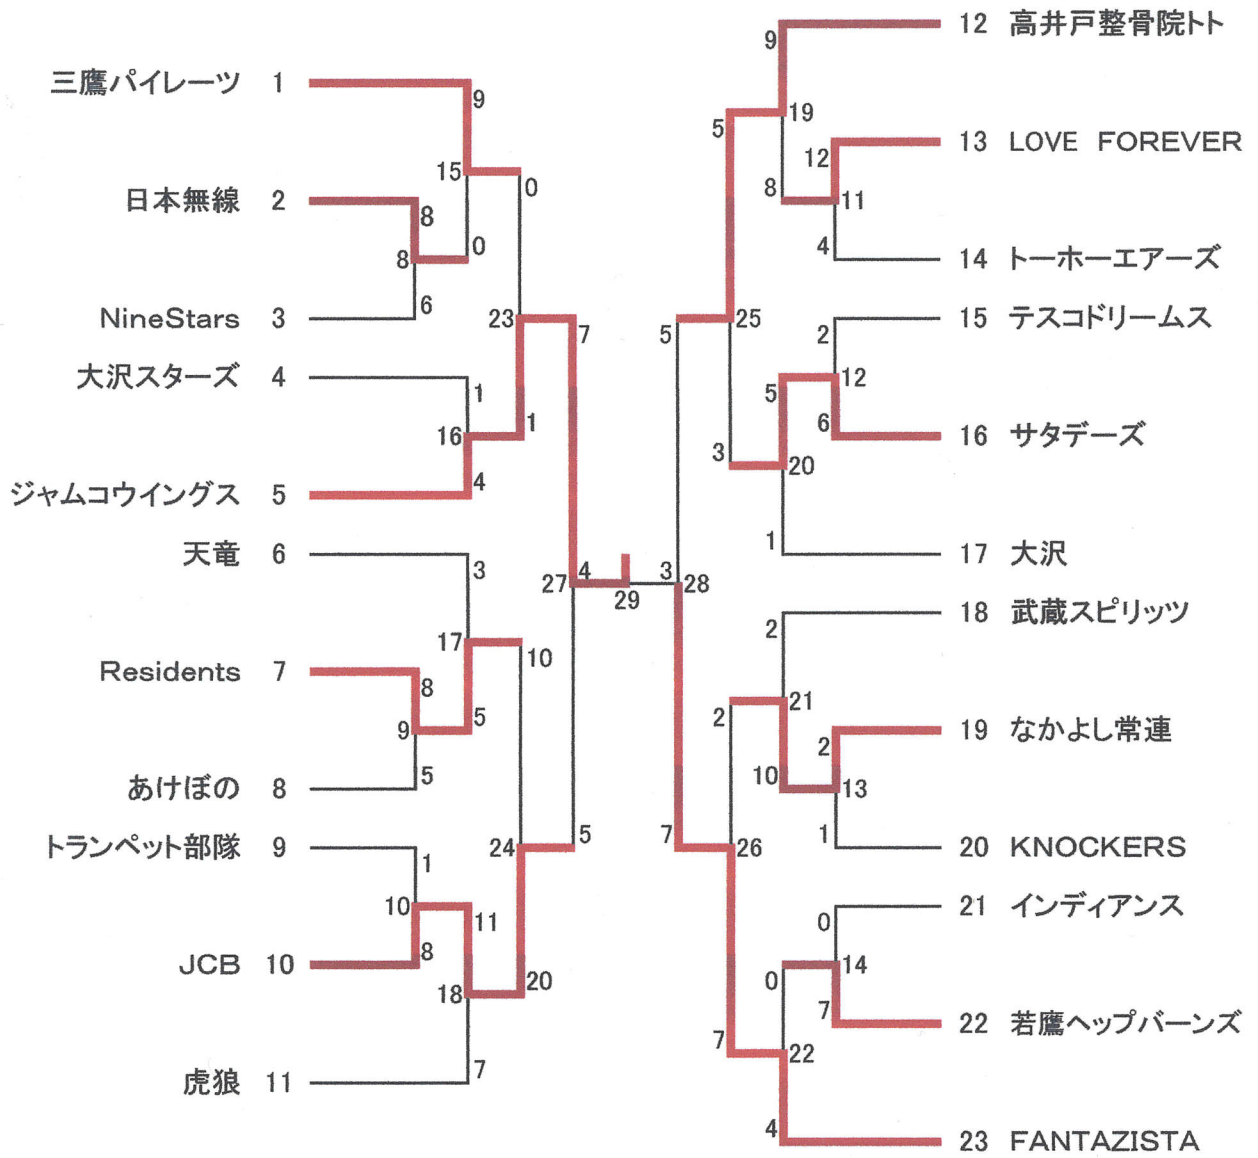 三鷹パイレーツ 1
日本無線 2
NineStars 3
大沢スターズ 4
ジャムコウイングス 5
天竜 6
Residents 7
あけぼの 8
トランペット部隊 9
JCB 10
虎狼 11
9
15
0
8
8
0
6
23
7
1
16
1
4
3
17
10
8
9
5
5
24
5
1
10
11
8
18
20
7
27
4
29
3
28
9
19
5
12
8
11
4
5
25
2
12
5
6
3
20
1
2
21
2
2
10
13
1
7
26
0
14
0
7
7
22
4
12 高井戸整骨院トト
13 LOVE FOREVER
14 トーホーエアーズ
15 テスコドリームス
16 サタデーズ
17 大沢
18 武蔵スピリッツ
19 なかよし常連
20 KNOCKERS
21 インディアンス
22 若鷹ヘップバーンズ
23 FANTAZISTA